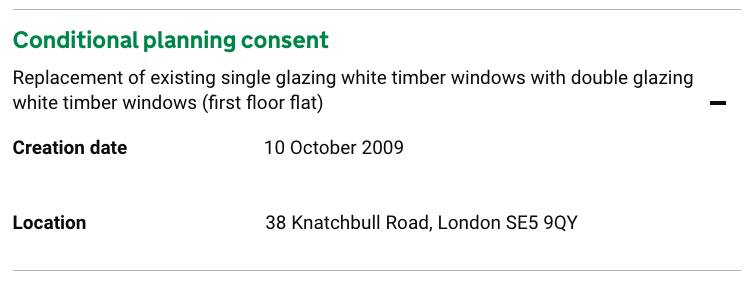 Conditional planning consent
Replacement of existing single glazing white timber windows with double glazing
white timber windows (first floor flat)
Creation date 10 October 2009
Location 38 Knatchbull Road, London SE5 9QY